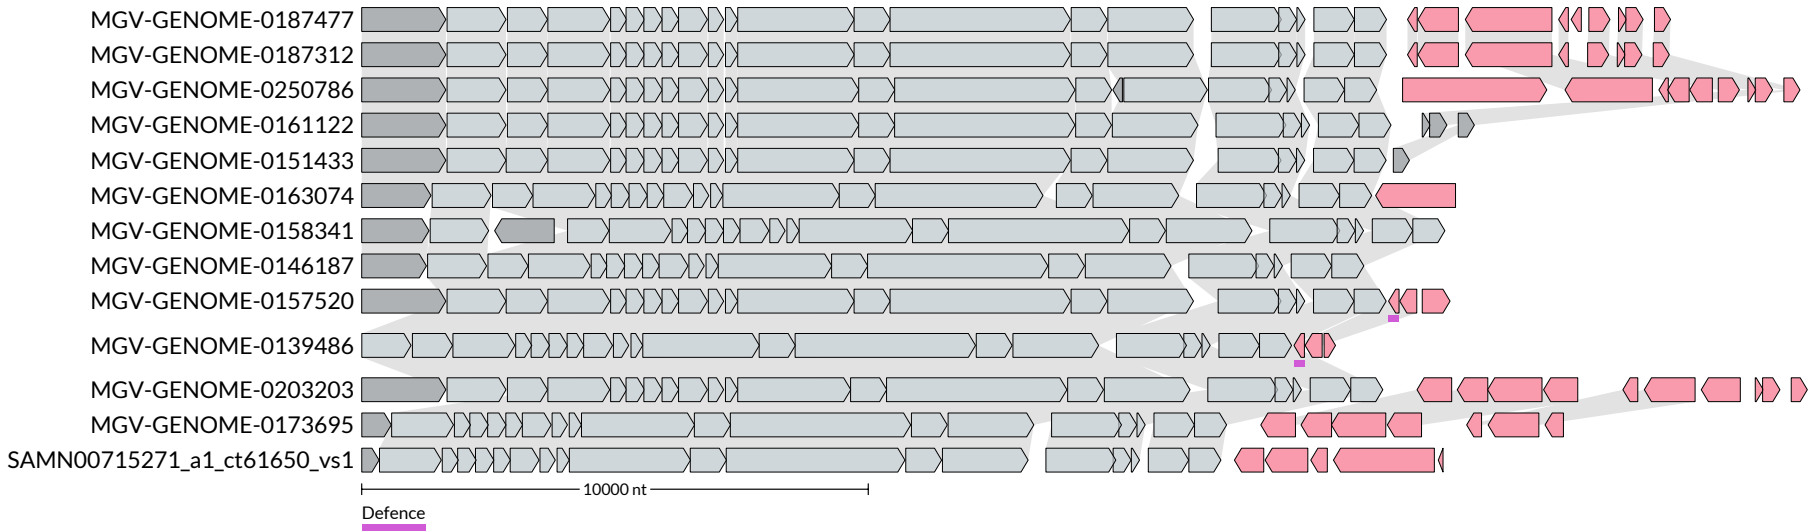 MGV-GENOME-0187477
MGV-GENOME-0187312
MGV-GENOME-0250786
MGV-GENOME-0161122
MGV-GENOME-0151433
MGV-GENOME-0163074
MGV-GENOME-0158341
MGV-GENOME-0146187
MGV-GENOME-0157520
MGV-GENOME-0139486
MGV-GENOME-0203203
MGV-GENOME-0173695
SAMN00715271_a1_ct61650_vs1
10000 nt
Defence